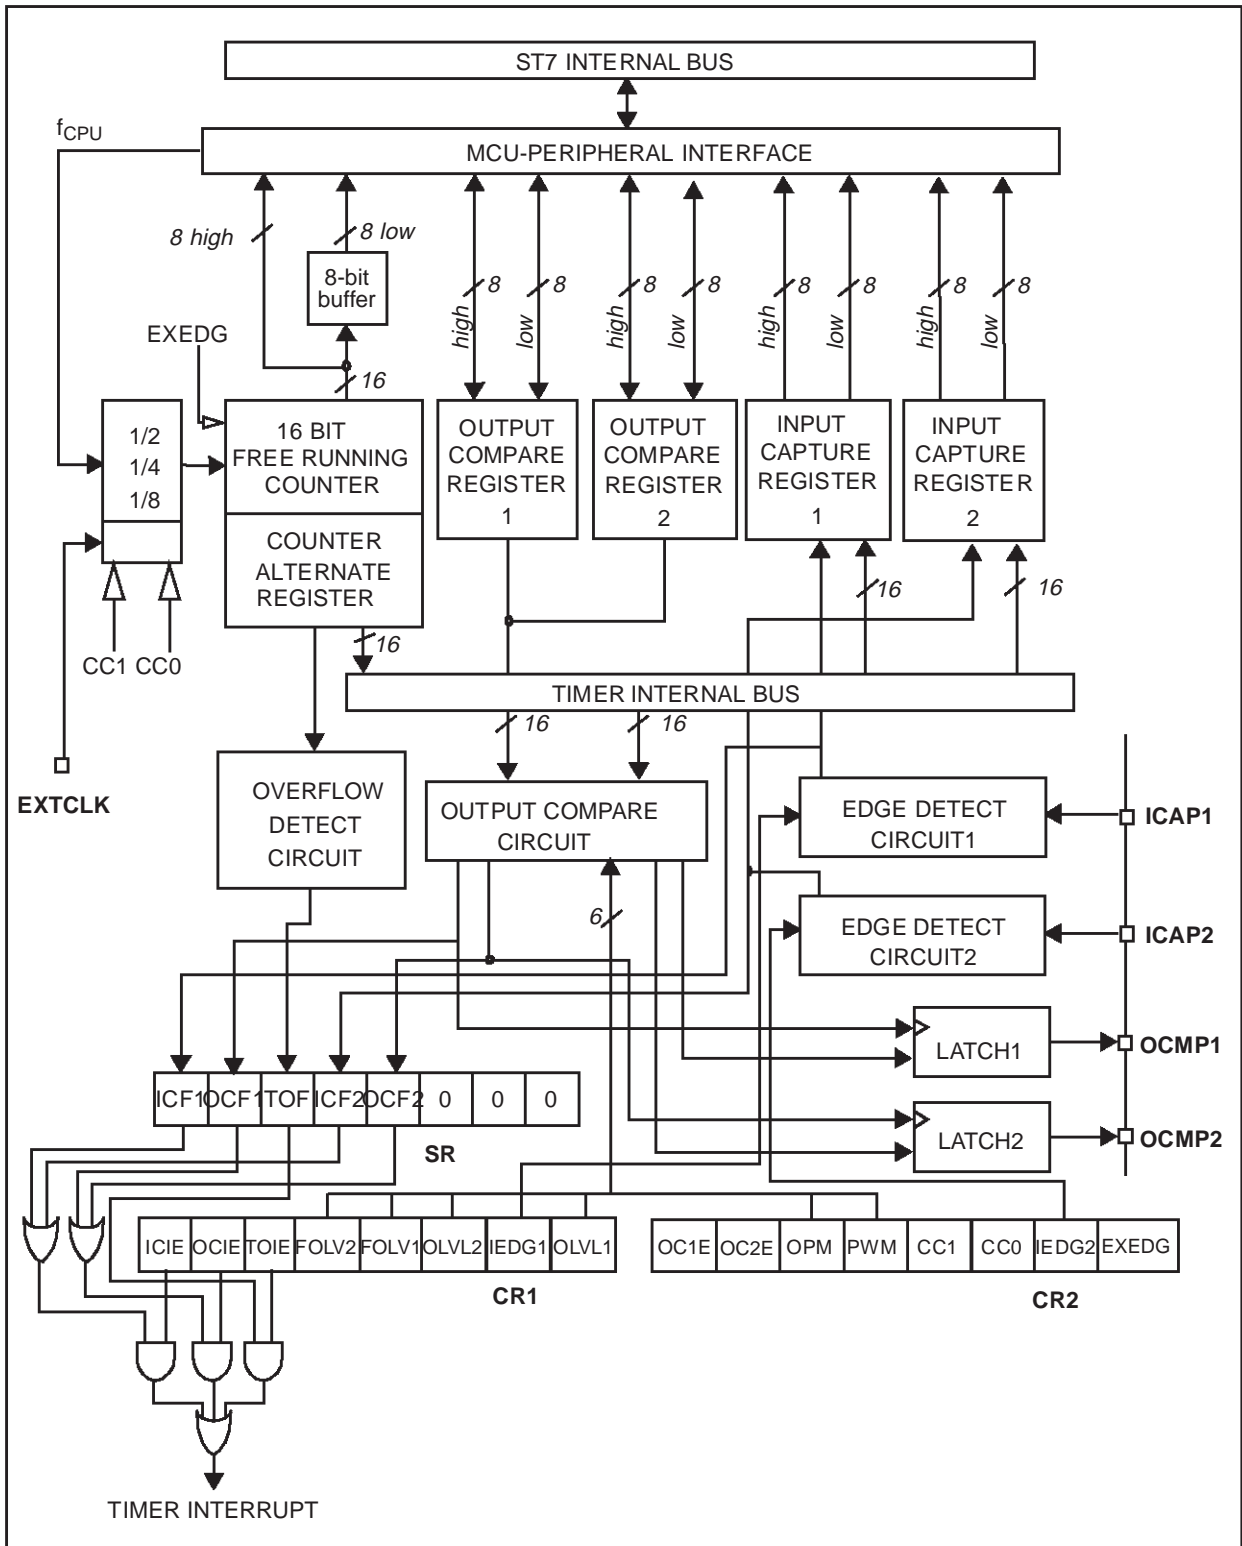 ST7 INTERNAL BUS
fCPU
MCU-PERIPHERAL INTERFACE
8 high
8 low
8-bit
buffer
high
8
low
8
high
8
low
8
high
8
low
8
high
8
low
8
EXEDG
16
1/2
1/4
1/8
16 BIT
FREE RUNNING
COUNTER
OUTPUT
COMPARE
REGISTER
1
OUTPUT
COMPARE
REGISTER
2
INPUT
CAPTURE
REGISTER
1
INPUT
CAPTURE
REGISTER
2
COUNTER
ALTERNATE
REGISTER
16
16
16
CC1 CC0
TIMER INTERNAL BUS
16
16
EXTCLK
OVERFLOW
DETECT
CIRCUIT
OUTPUT COMPARE
CIRCUIT
EDGE DETECT
CIRCUIT1
ICAP1
6
EDGE DETECT
CIRCUIT2
ICAP2
LATCH1
OCMP1
ICF1 OCF1 TOF ICF2 OCF2 0 0 0
SR
LATCH2
OCMP2
ICIE OCIE TOIE FOLV2 FOLV1 OLVL2 IEDG1 OLVL1
CR1
OC1E OC2E OPM PWM CC1 CC0 IEDG2 EXEDG
CR2
TIMER INTERRUPT